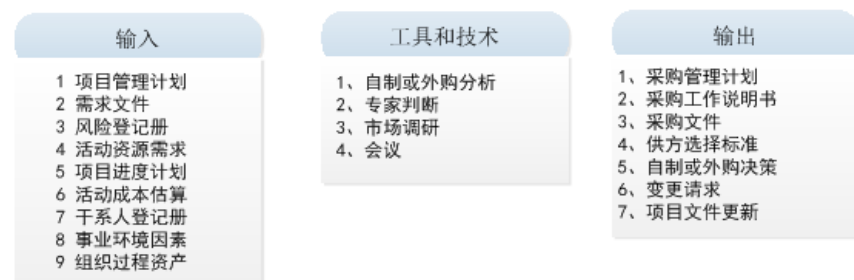 输入
1 项目管理计划
2 需求文件
3 风险登记册
4 活动资源需求
5 项目进度计划
6 活动成本估算
7 干系人登记册
8 事业环境因素
9 组织过程资产
工具和技术
1、自制或外购分析
2、专家判断
3、市场调研
4、会议
输出
1、采购管理计划
2、采购工作说明书
3、采购文件
4、供方选择标准
5、自制或外购决策
6、变更请求
7、项目文件更新